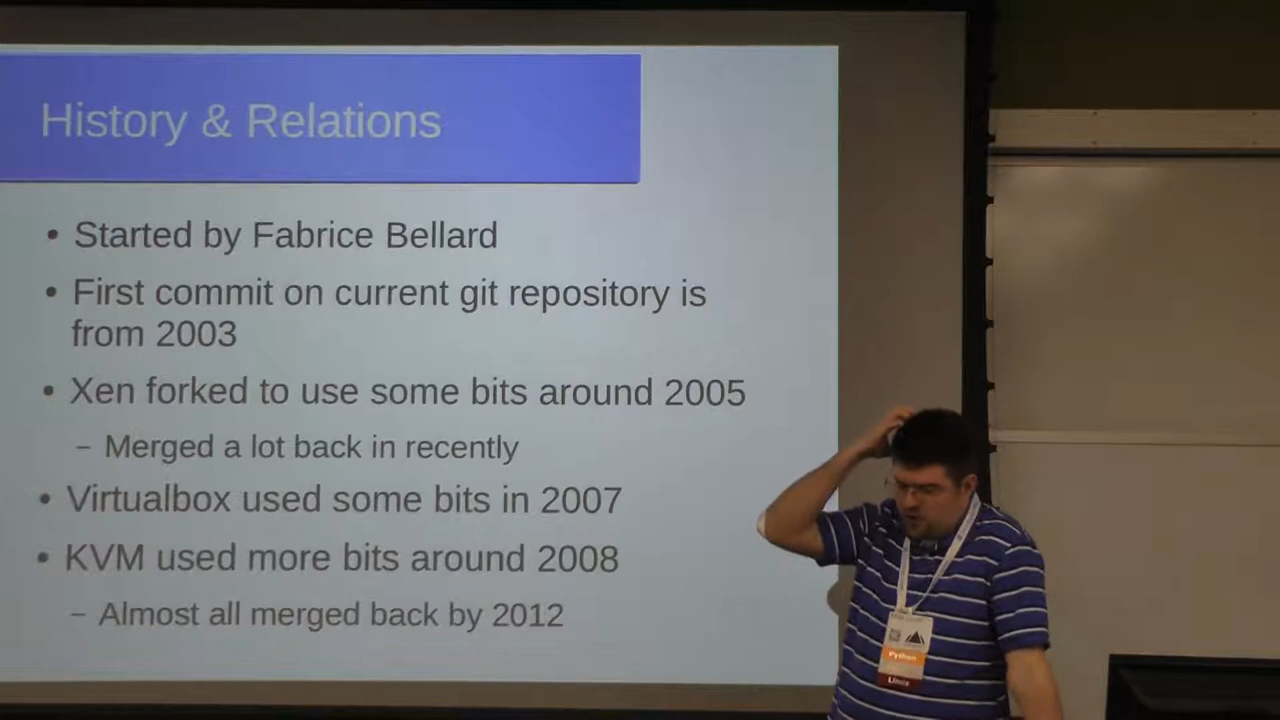 History & Relations
• Started by Fabrice Bellard
• First commit on current git repository is
from 2003
• Xen forked to use some bits around 2005
– Merged a lot back in recently
• Virtualbox used some bits in 2007
• KVM used more bits around 2008
– Almost all merged back by 2012
Python
Linux